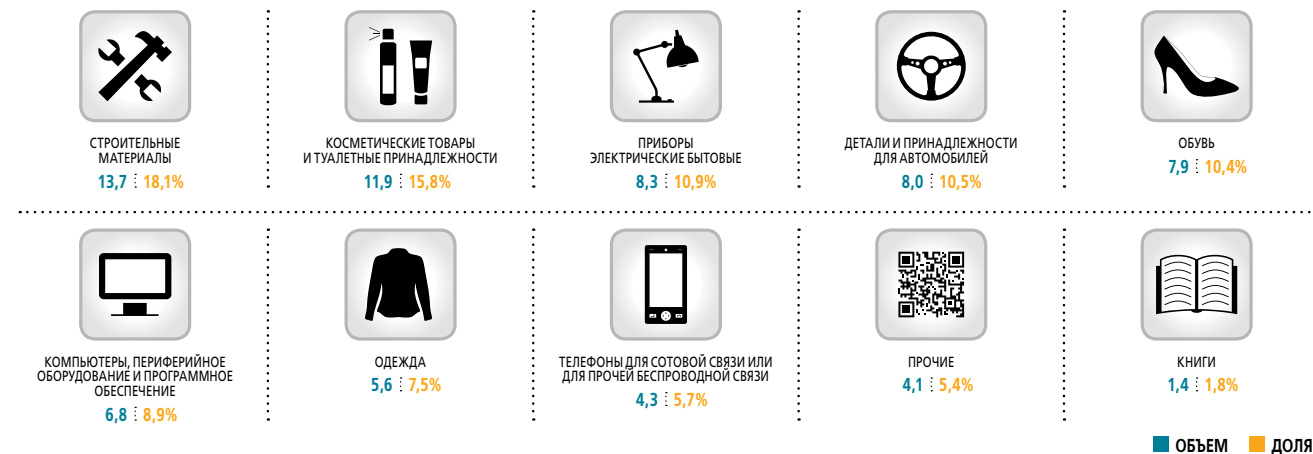 СТРОИТЕЛЬНЫЕ
МАТЕРИАЛЫ
13,7 18,1%
КОСМЕТИЧЕСКИЕ ТОВАРЫ
И ТУАЛЕТНЫЕ ПРИНАДЛЕЖНОСТИ
11,9 15,8%
ПРИБОРЫ
ЭЛЕКТРИЧЕСКИЕ БЫТОВЫЕ
8,3 10,9%
ДЕТАЛИ И ПРИНАДЛЕЖНОСТИ
ДЛЯ АВТОМОБИЛЕЙ
8,0 10,5%
ОБУВЬ
7,9 10,4%
КОМПЬЮТЕРЫ, ПЕРИФЕРИЙНОЕ
ОБОРУДОВАНИЕ И ПРОГРАММНОЕ
ОБЕСПЕЧЕНИЕ
6,8 8,9%
ОДЕЖДА
5,6 7,5%
ТЕЛЕФОНЫ ДЛЯ СОТОВОЙ СВЯЗИ ИЛИ
ДЛЯ ПРОЧЕЙ БЕСПРОВОДНОЙ СВЯЗИ
4,3 5,7%
ПРОЧИЕ
4,1 5,4%
КНИГИ
1,4 1,8%
ОБЪЕМ ДОЛЯ